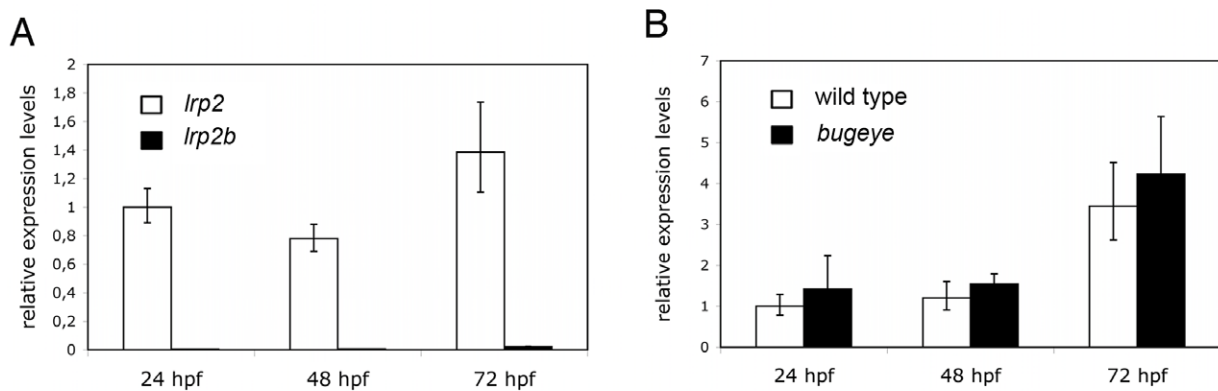 A
relative expression levels
2
1,8
1,6
1,4
1,2
1
0,8
0,6
0,4
0,2
0
lrp2
lrp2b
24 hpf
48 hpf
72 hpf
B
relative expression levels
7
6
5
4
3
2
1
0
wild type
bugeye
24 hpf
48 hpf
72 hpf